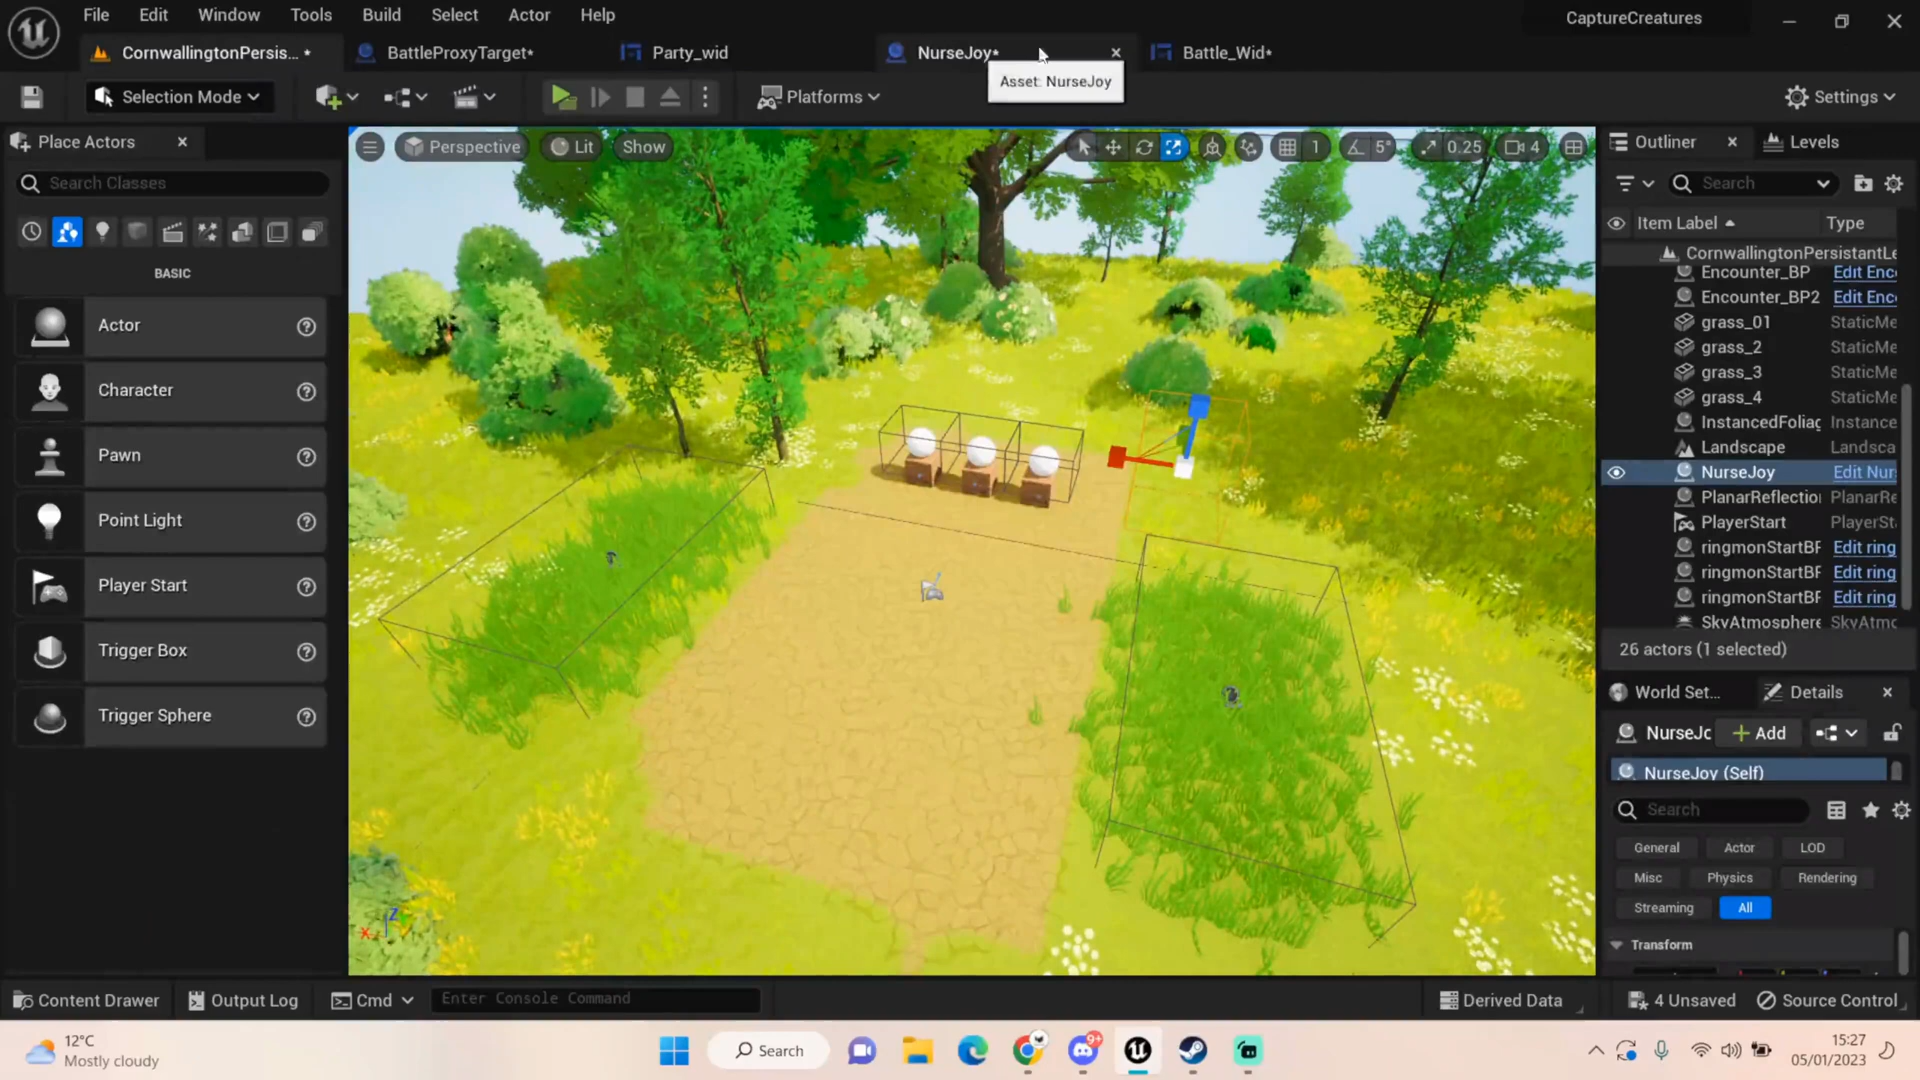 File Edit Window Tools Build Select Actor Help CaptureCreatures
CornwallingtonPersis... • BattleProxyTarget* Party_wid NurseJoy* Battle_Wid*
Asset: NurseJoy
Selection Mode Platforms Settings
Place Actors
Search Classes
BASIC
Actor
Character
Pawn
Point Light
Player Start
Trigger Box
Trigger Sphere
Perspective Lit Show 1 5° 0.25 4
Outliner Levels
Search
Item Label Type
CornwallingtonPersistantLe
Encounter_BP Edit Enc
Encounter_BP2 Edit Enc
grass_01 StaticMe
grass_2 StaticMe
grass_3 StaticMe
grass_4 StaticMe
InstancedFoliag Instance
Landscape Landsca
NurseJoy Edit Nur
PlanarReflectio PlanarRe
PlayerStart PlayerSt
ringmonStartBF Edit ring
ringmonStartBF Edit ring
ringmonStartBF Edit ring
SkyAtmosphere SkyAtmo
26 actors (1 selected)
World Set... Details
NurseJc Add
NurseJoy (Self)
Search
General Actor LOD
Misc Physics Rendering
Streaming All
Transform
Content Drawer Output Log Cmd Enter Console Command Derived Data 4 Unsaved Source Control
12°C
Mostly cloudy
Search
9+
15:27
05/01/2023